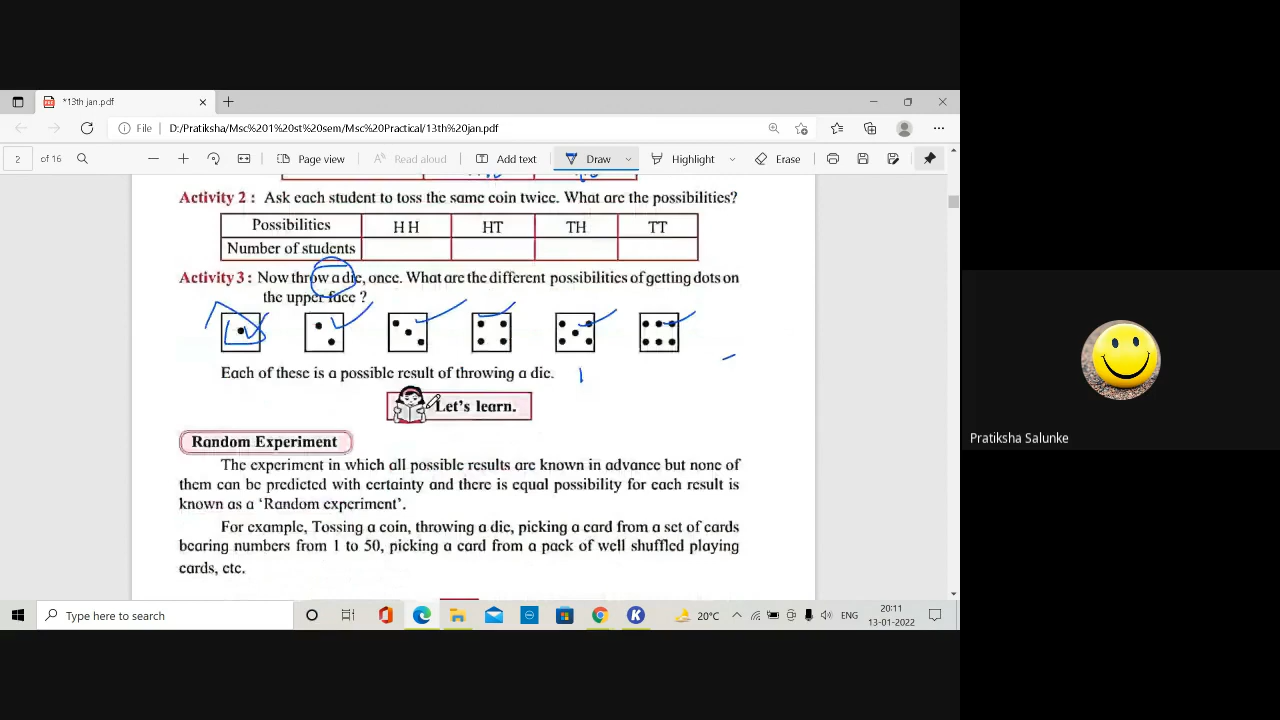 *13th jan.pdf
File D:/Pratiksha/Msc%201%20st%20sem/Msc%20Practical/13th%20jan.pdf
2 of 16 Page view Read aloud Add text Draw Highlight Erase
Activity 2 : Ask each student to toss the same coin twice. What are the possibilities?
Possibilities H H HT TH TT
Number of students
Activity 3 : Now throw a die, once. What are the different possibilities of getting dots on
the upper face ?
Each of these is a possible result of throwing a die.
Let's learn.
Random Experiment
The experiment in which all possible results are known in advance but none of
them can be predicted with certainty and there is equal possibility for each result is
known as a 'Random experiment'.
For example, Tossing a coin, throwing a die, picking a card from a set of cards
bearing numbers from 1 to 50, picking a card from a pack of well shuffled playing
cards, etc.
Pratiksha Salunke
Type here to search
20°C
ENG
20:11
13-01-2022